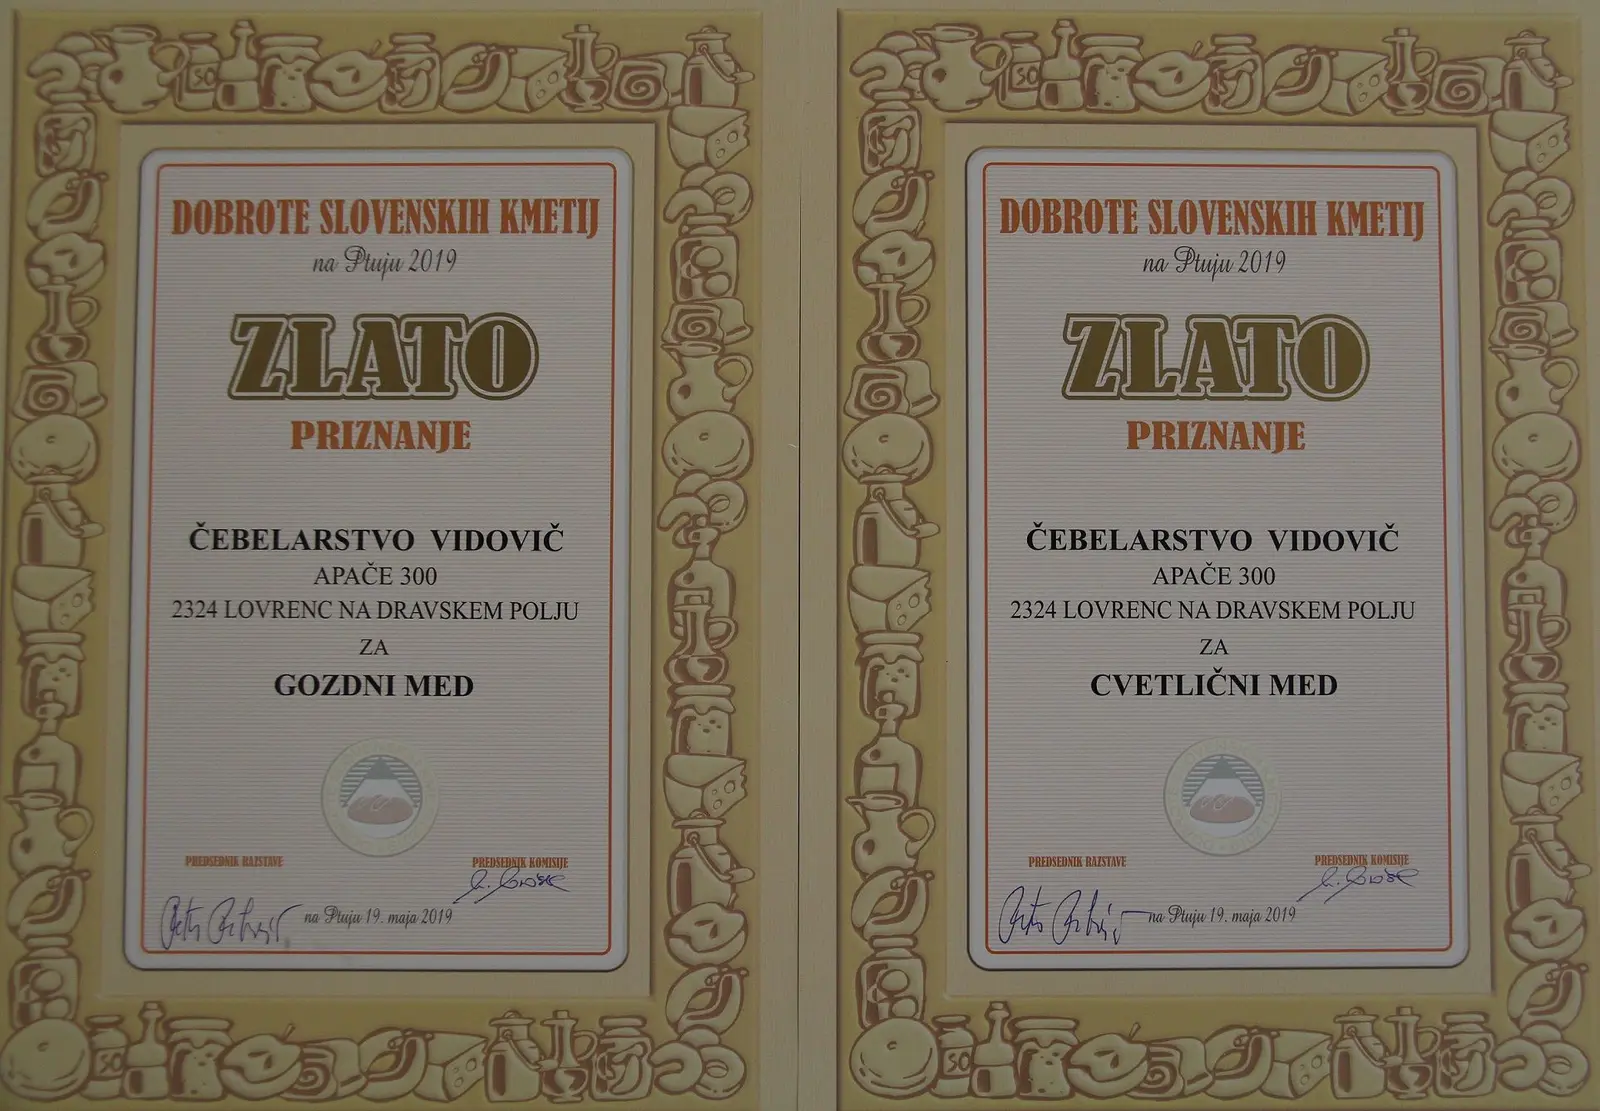 DOBROTE SLOVENSKIH KMETIJ
na Ptuju 2019
ZLATO
PRIZNANJE
ČEBELARSTVO VIDOVIČ
APAČE 300
2324 LOVRENC NA DRAVSKEM POLJU
ZA
GOZDNI MED
PREDSEDNIK RAZSTAVE
PREDSEDNIK KOMISIJE
na Ptuju 19. maja 2019
DOBROTE SLOVENSKIH KMETIJ
na Ptuju 2019
ZLATO
PRIZNANJE
ČEBELARSTVO VIDOVIČ
APAČE 300
2324 LOVRENC NA DRAVSKEM POLJU
ZA
CVETLIČNI MED
PREDSEDNIK RAZSTAVE
PREDSEDNIK KOMISIJE
na Ptuju 19. maja 2019